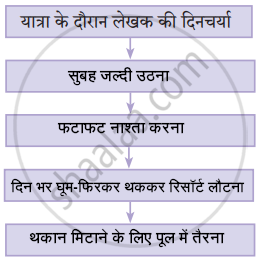 यात्रा के दौरान लेखक की दिनचर्या
सुबह जल्दी उठना
फटाफट नाश्ता करना
दिन भर घूम-फिरकर थककर रिसॉर्ट लौटना
थकान मिटाने के लिए पूल में तैरना
shaalaa.com